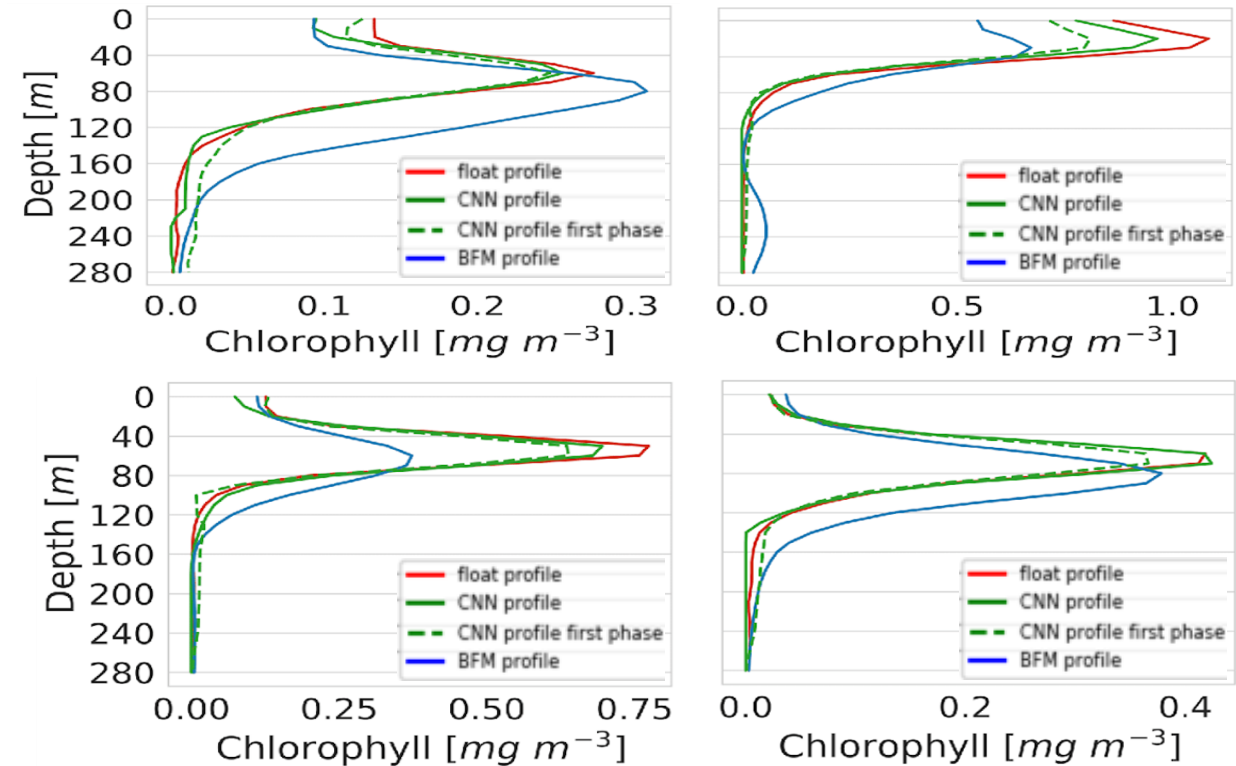 0
40
80
120
160
200
240
280
Depth [m]
float profile
CNN profile
CNN profile first phase
BFM profile
0.0 0.1 0.2 0.3
Chlorophyll [mg m⁻³]
float profile
CNN profile
CNN profile first phase
BFM profile
0.0 0.5 1.0
Chlorophyll [mg m⁻³]
0
40
80
120
160
200
240
280
Depth [m]
float profile
CNN profile
CNN profile first phase
BFM profile
0.00 0.25 0.50 0.75
Chlorophyll [mg m⁻³]
float profile
CNN profile
CNN profile first phase
BFM profile
0.0 0.2 0.4
Chlorophyll [mg m⁻³]